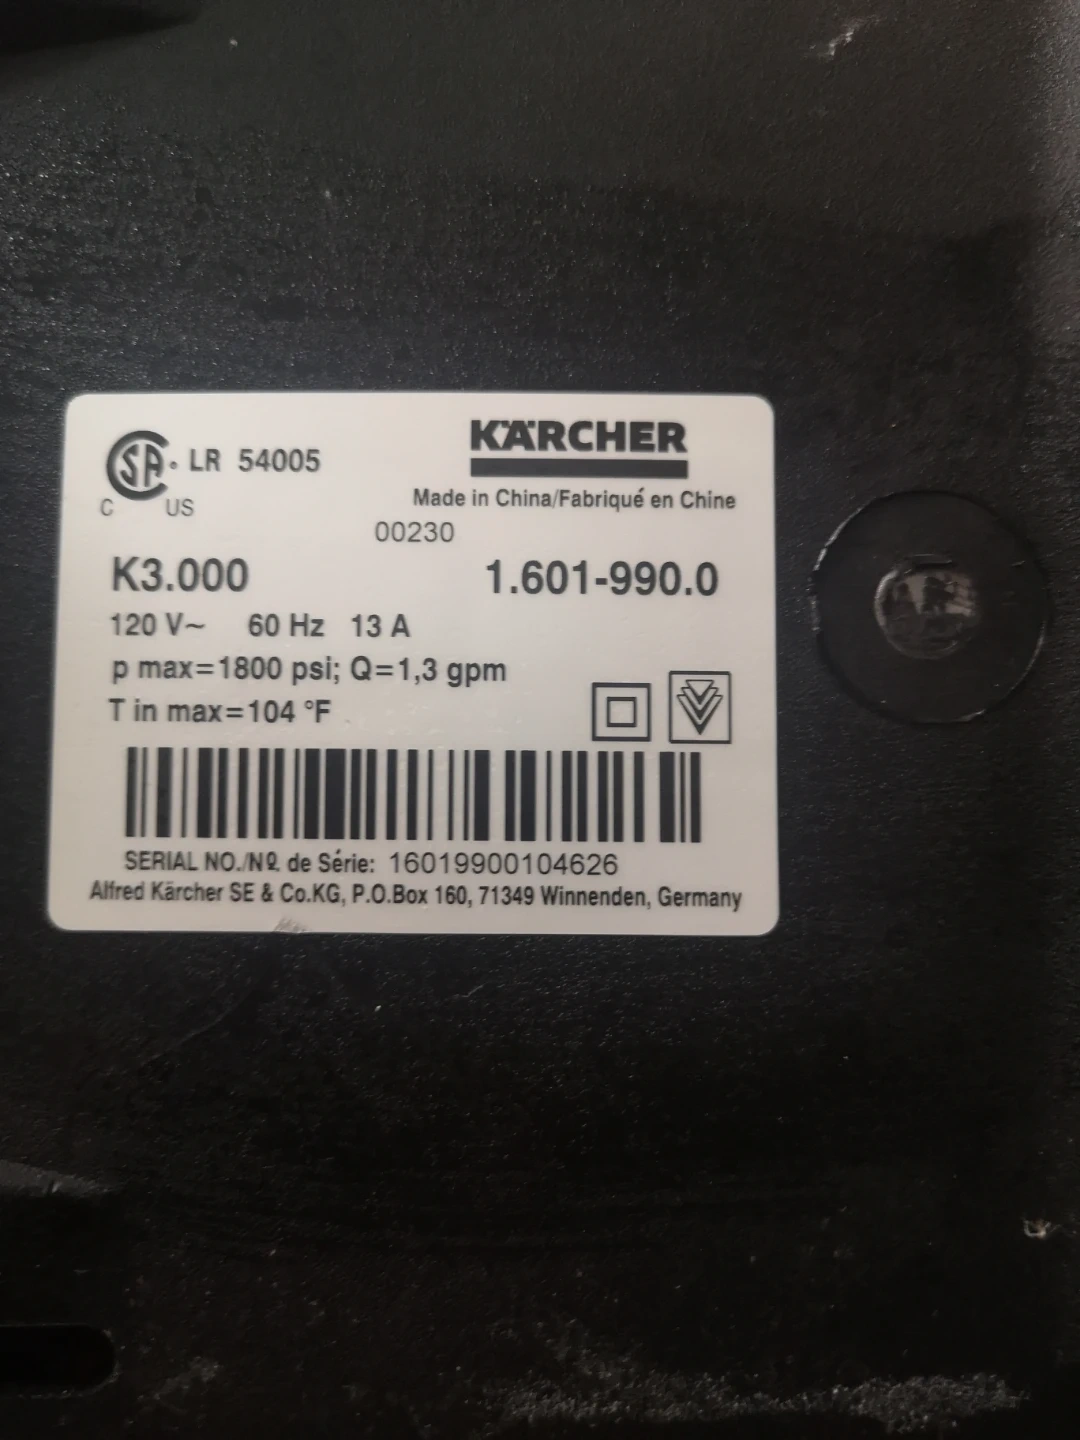 CSA LR 54005
C US
KÄRCHER
Made in China/Fabriqué en Chine
00230
K3.000 1.601-990.0
120 V~ 60 Hz 13 A
p max=1800 psi; Q=1,3 gpm
T in max=104 °F
SERIAL NO./Nº. de Série: 16019900104626
Alfred Kärcher SE & Co.KG, P.O.Box 160, 71349 Winnenden, Germany